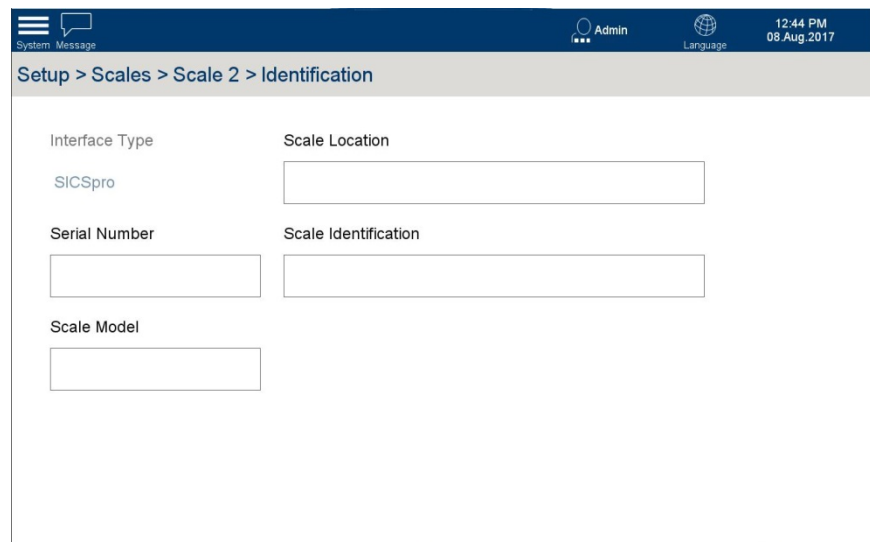 System Message
Admin
Language
12:44 PM
08.Aug.2017
Setup > Scales > Scale 2 > Identification
Interface Type
Scale Location
SICSpro
Serial Number
Scale Identification
Scale Model